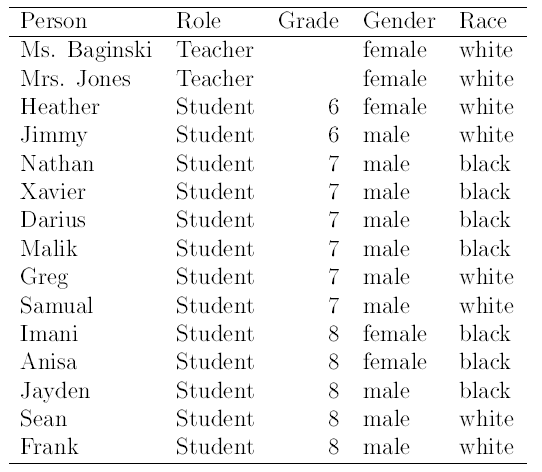 Person Role Grade Gender Race
Ms. Baginski Teacher female white
Mrs. Jones Teacher female white
Heather Student 6 female white
Jimmy Student 6 male white
Nathan Student 7 male black
Xavier Student 7 male black
Darius Student 7 male black
Malik Student 7 male black
Greg Student 7 male white
Samual Student 7 male white
Imani Student 8 female black
Anisa Student 8 female black
Jayden Student 8 male black
Sean Student 8 male white
Frank Student 8 male white